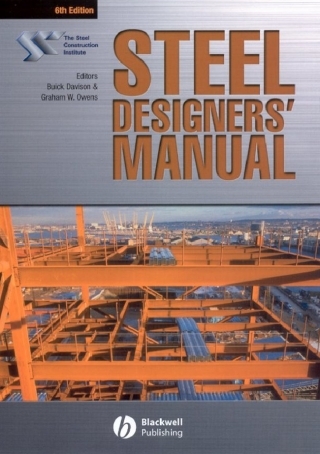 6th Edition
The Steel
Construction
Institute
Editors
Buick Davison &
Graham W. Owens
STEEL
DESIGNERS'
MANUAL
Blackwell
Publishing